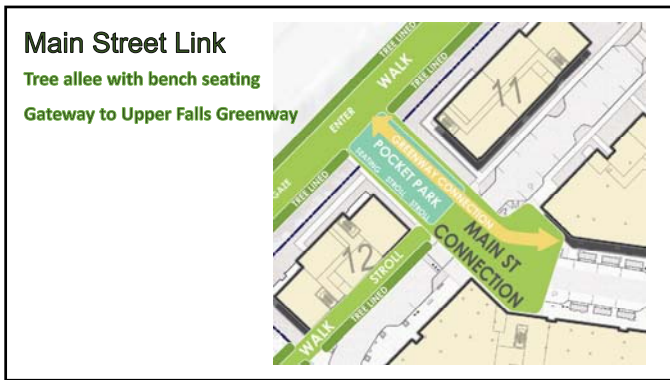 Main Street Link
Tree allee with bench seating
Gateway to Upper Falls Greenway
TREE LINED
WALK
TREE LINED
11
ENTER
GREENWAY CONNECTION
POCKET PARK
SEATING STROLL STROLL
GAZE
TREE LINED
MAIN ST
CONNECTION
12
STROLL
TREE LINED
WALK